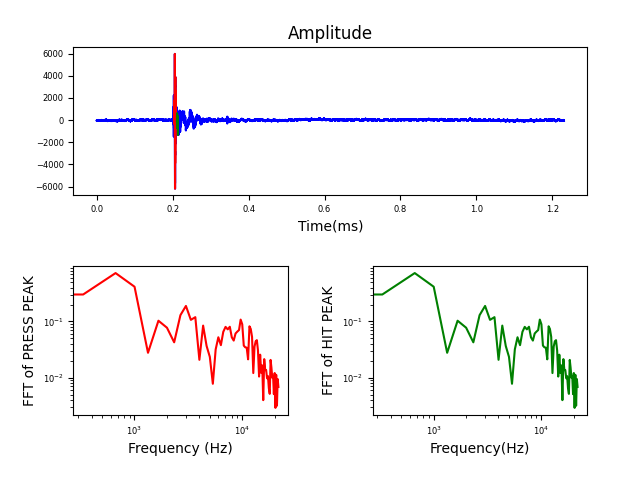 Amplitude
6000
4000
2000
0
−2000
−4000
−6000
0.0 0.2 0.4 0.6 0.8 1.0 1.2
Time(ms)
FFT of PRESS PEAK
10⁻¹
10⁻²
10³ 10⁴
Frequency (Hz)
FFT of HIT PEAK
10⁻¹
10⁻²
10³ 10⁴
Frequency(Hz)